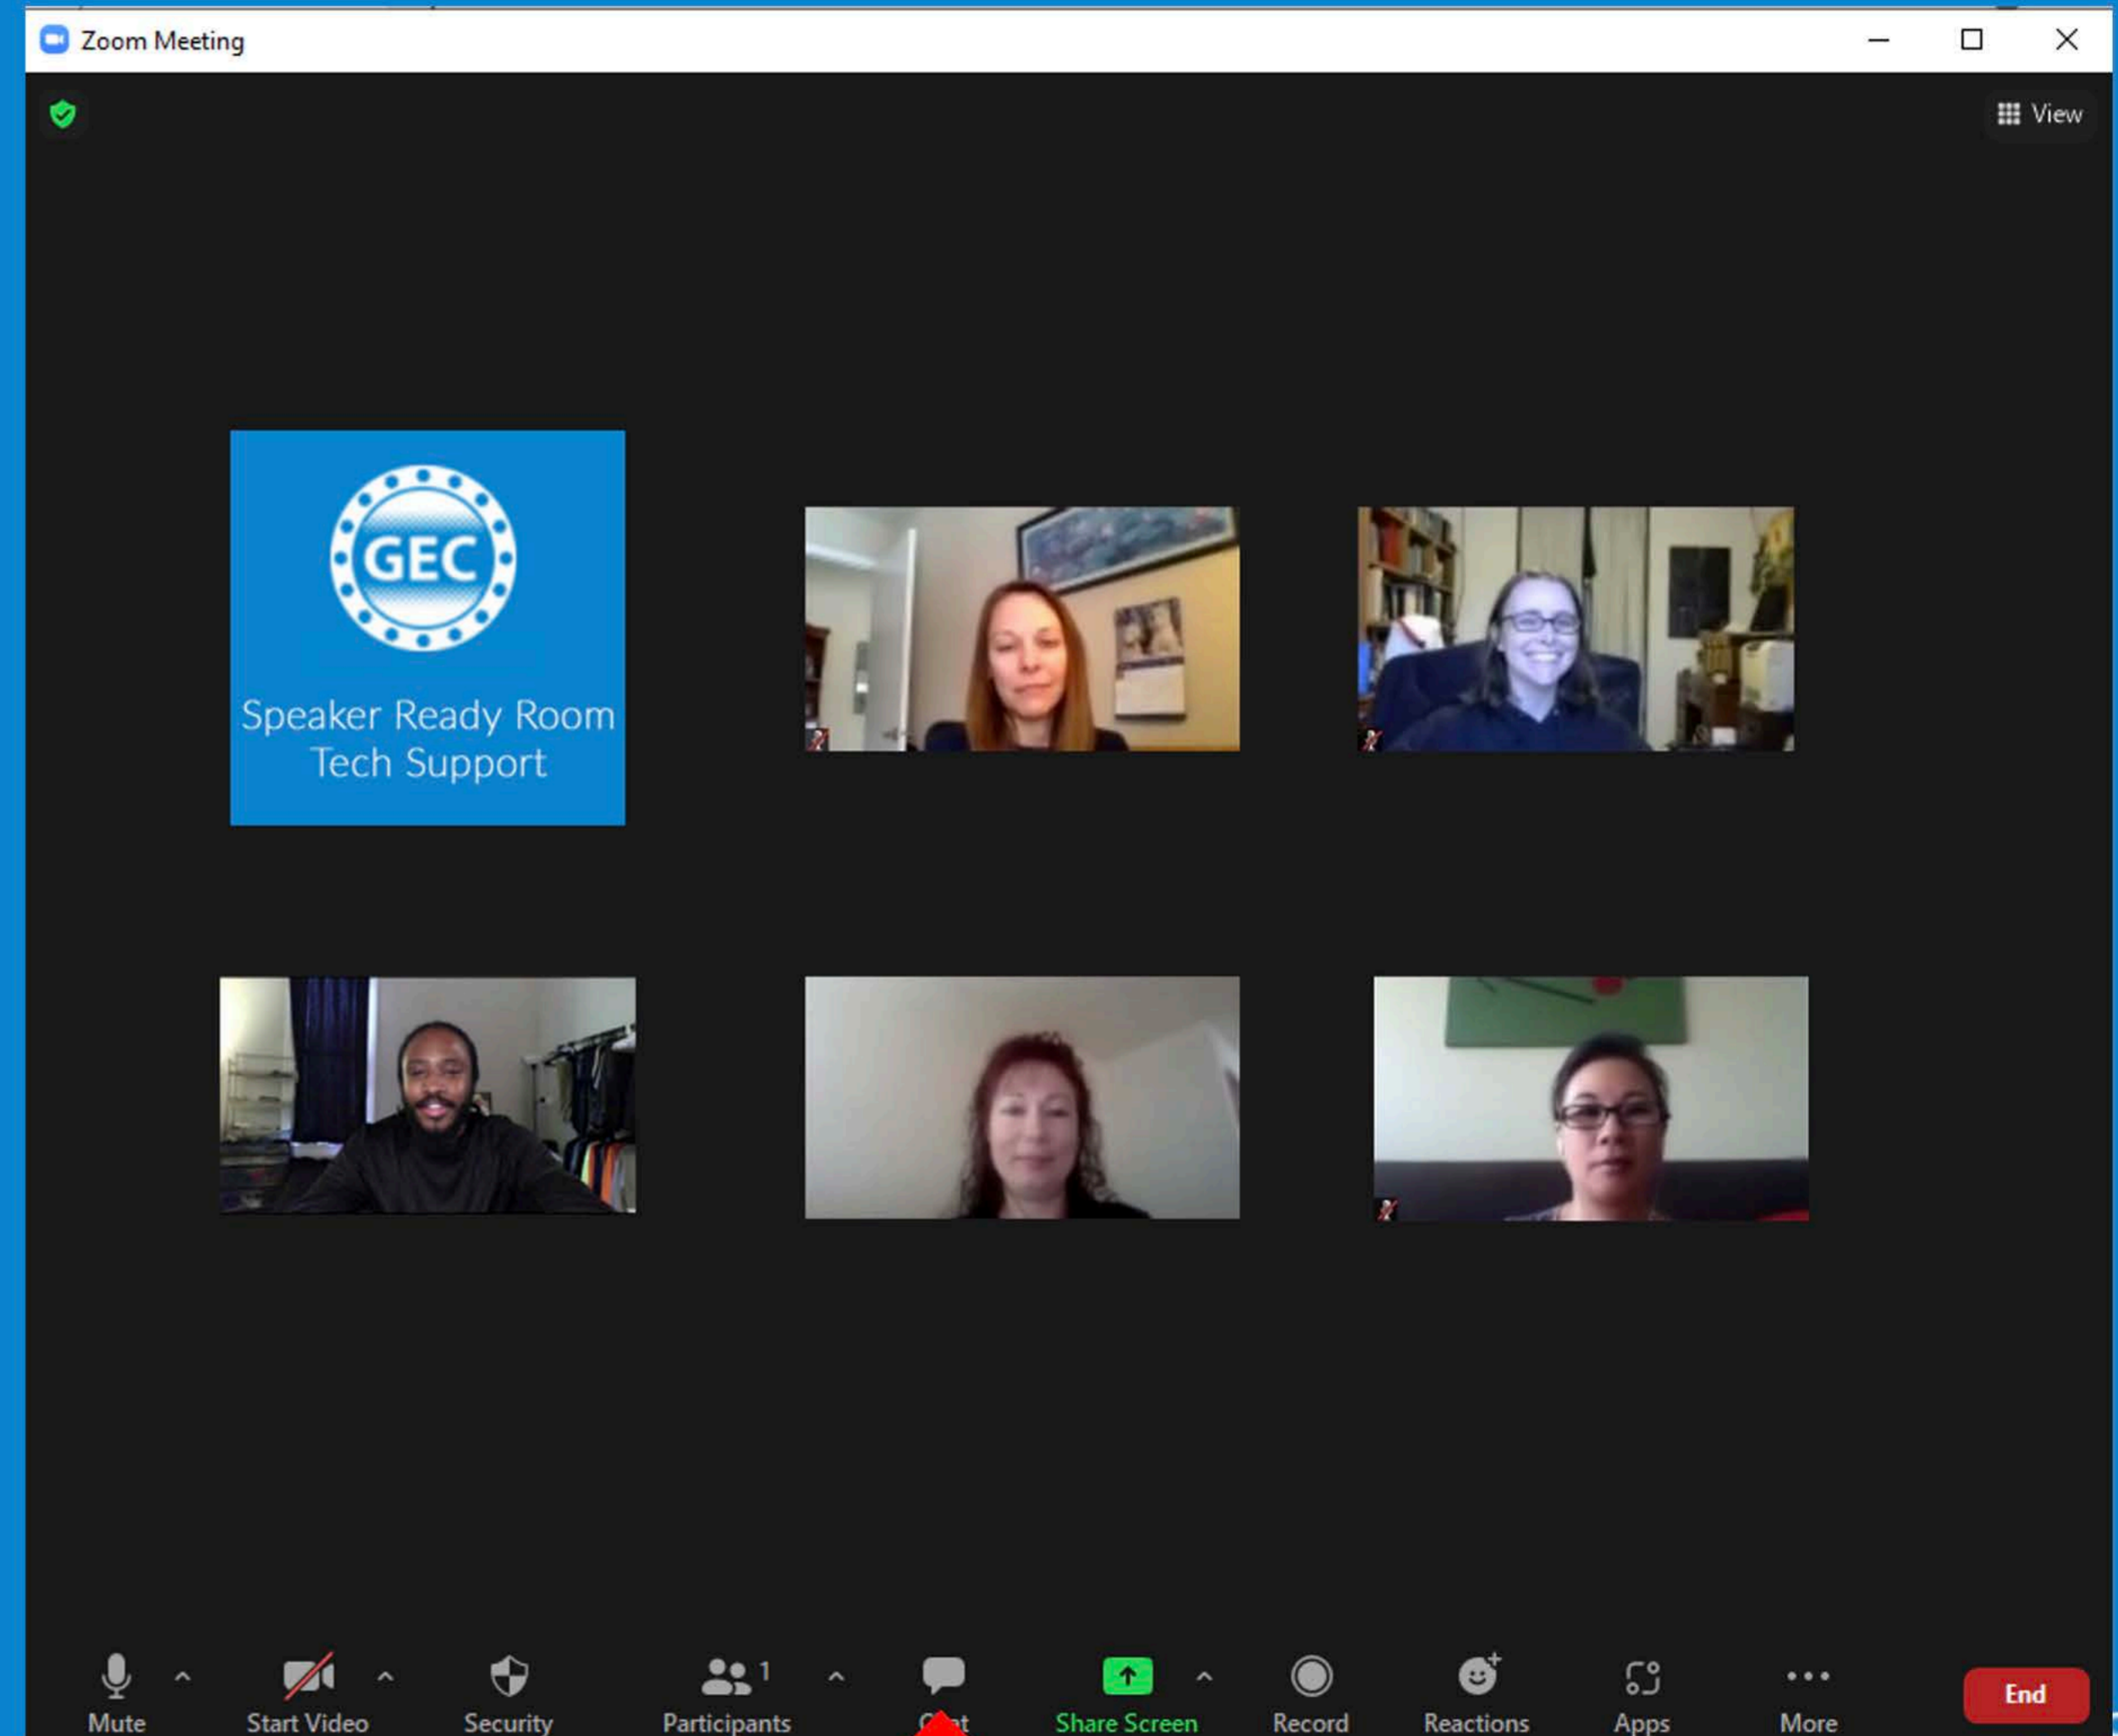 Zoom Meeting
View
GEC
Speaker Ready Room
Tech Support
1
Mute
Start Video
Security
Participants
Share Screen
Record
Reactions
Apps
More
End